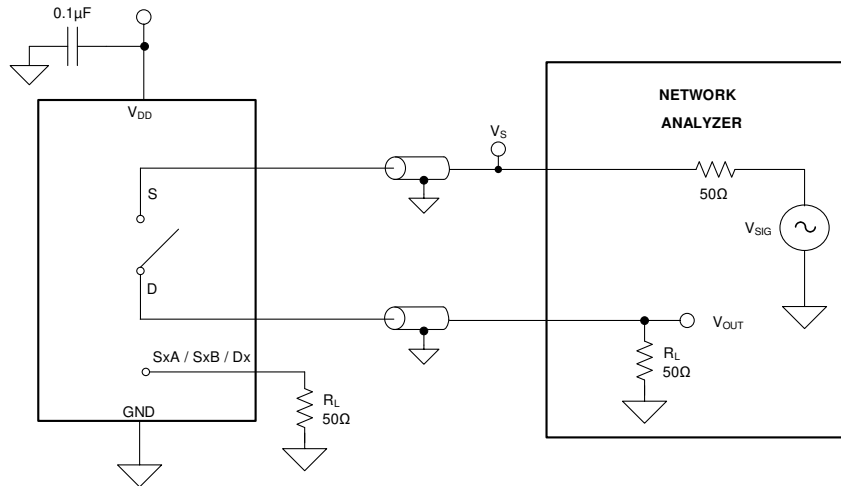 0.1µF
V_DD
S
D
SxA / SxB / Dx
GND
R_L
50Ω
V_S
NETWORK
ANALYZER
50Ω
V_SIG
V_OUT
R_L
50Ω